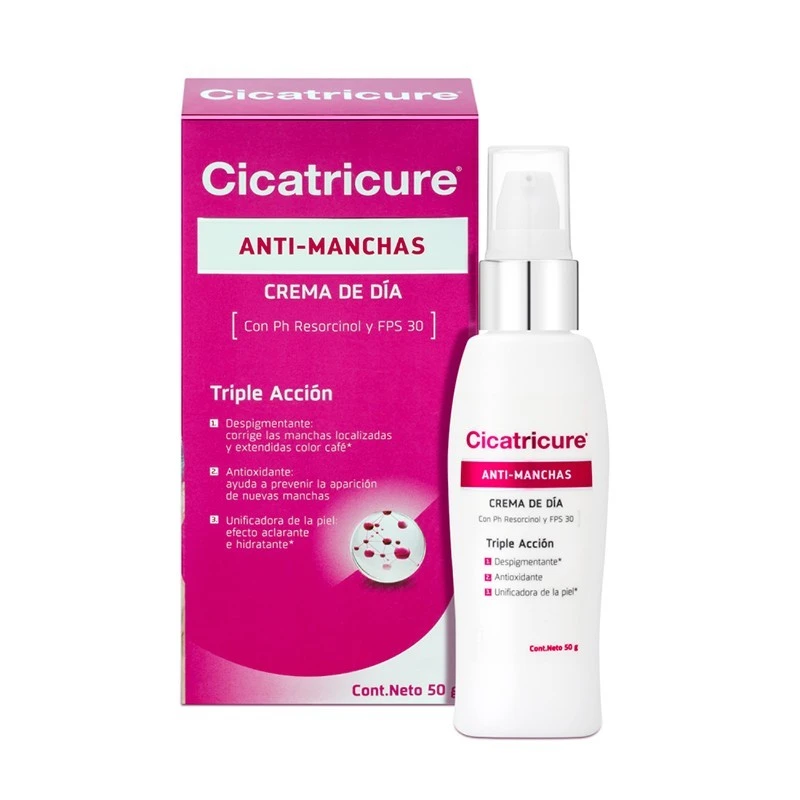 Cicatricure®
Cicatricure®
ANTI-MANCHAS
CREMA DE DÍA
[Con Ph Resorcinol y FPS 30]
Triple Acción
1. Despigmentante:
corrige las manchas localizadas
y extendidas color café*
2. Antioxidante:
ayuda a prevenir la aparición
de nuevas manchas
3. Unificadora de la piel:
efecto aclarante
e hidratante*
Cont.Neto 50 g
Cicatricure®
ANTI-MANCHAS
CREMA DE DÍA
Con Ph Resorcinol y FPS 30
Triple Acción
1. Despigmentante*
2. Antioxidante
3. Unificadora de la piel*
Cont.Neto 50 g